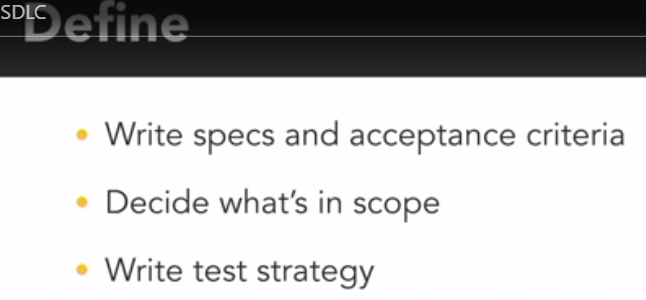 SDLC
Define
Write specs and acceptance criteria
Decide what's in scope
Write test strategy